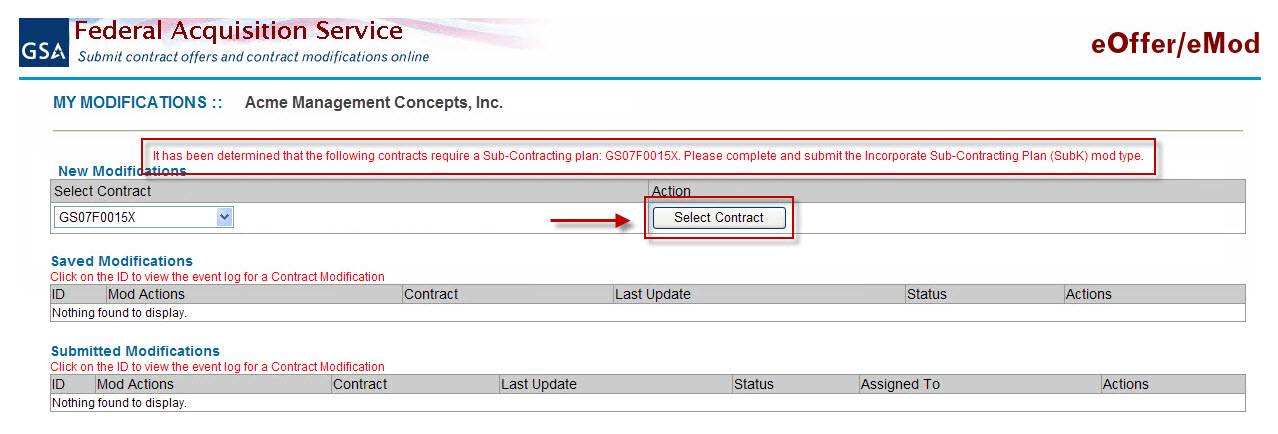 GSA
Federal Acquisition Service
Submit contract offers and contract modifications online
eOffer/eMod
MY MODIFICATIONS :: Acme Management Concepts, Inc.
It has been determined that the following contracts require a Sub-Contracting plan: GS07F0015X. Please complete and submit the Incorporate Sub-Contracting Plan (SubK) mod type.
New Modifications
Select Contract Action
GS07F0015X Select Contract
Saved Modifications
Click on the ID to view the event log for a Contract Modification
ID Mod Actions Contract Last Update Status Actions
Nothing found to display.
Submitted Modifications
Click on the ID to view the event log for a Contract Modification
ID Mod Actions Contract Last Update Status Assigned To Actions
Nothing found to display.